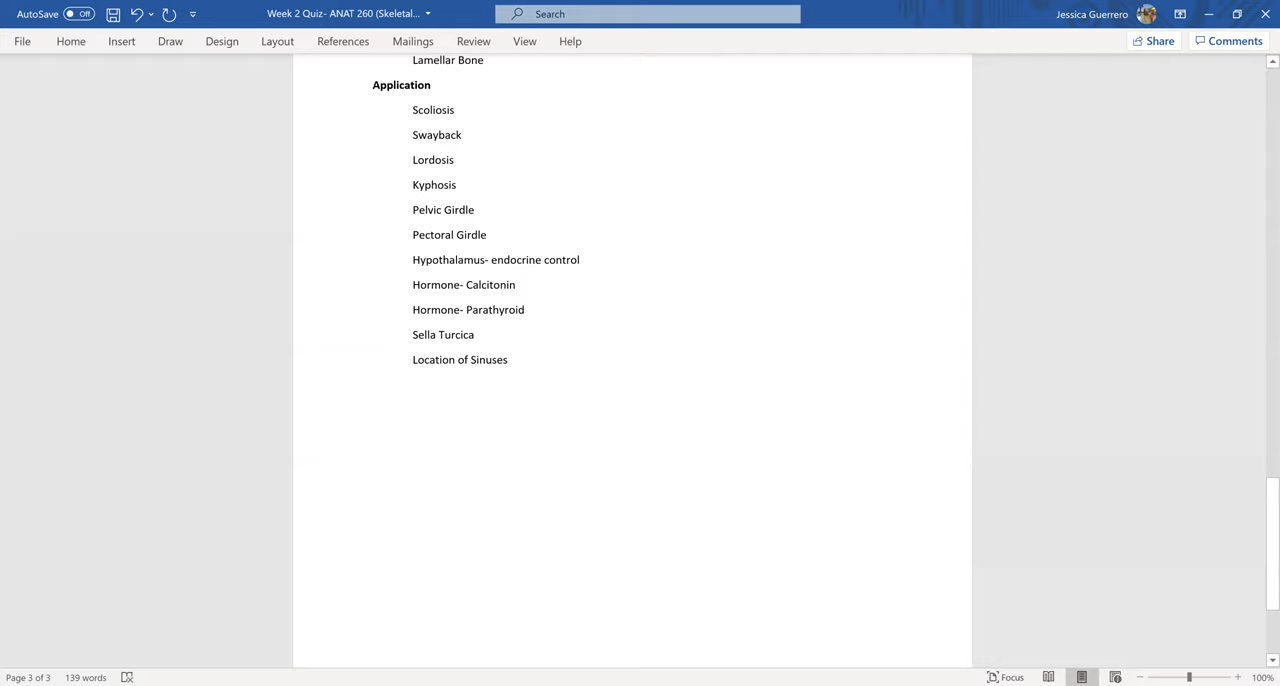 AutoSave Off Week 2 Quiz- ANAT 260 (Skeletal... Search Jessica Guerrero
File Home Insert Draw Design Layout References Mailings Review View Help Share Comments
Lamellar Bone
Application
Scoliosis
Swayback
Lordosis
Kyphosis
Pelvic Girdle
Pectoral Girdle
Hypothalamus- endocrine control
Hormone- Calcitonin
Hormone- Parathyroid
Sella Turcica
Location of Sinuses
Page 3 of 3 139 words Focus 100%